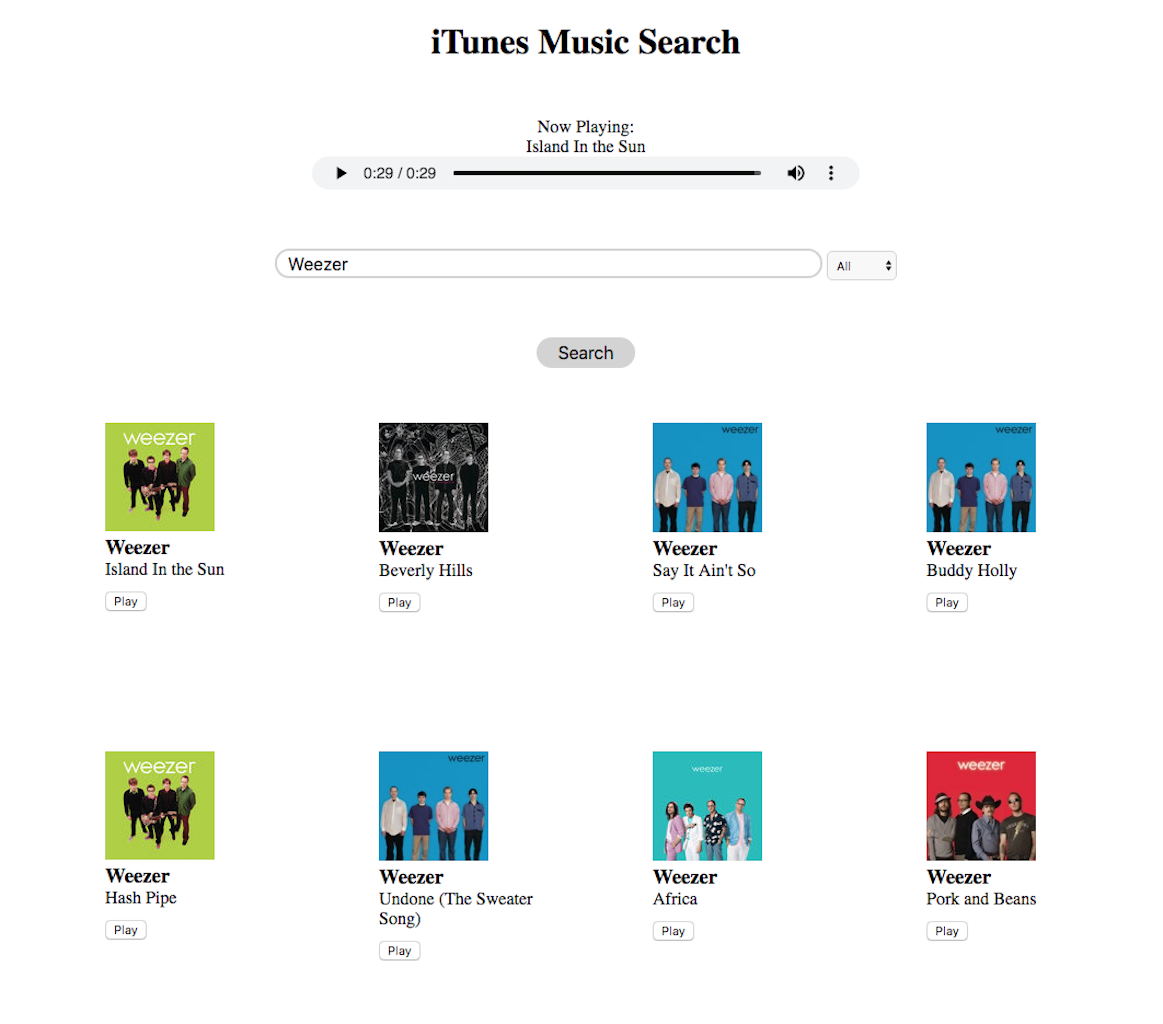 iTunes Music Search
Now Playing:
Island In the Sun
0:29 / 0:29
Weezer
All
Search
weezer
weezer
weezer
weezer
Weezer
Weezer
Weezer
Weezer
Island In the Sun
Beverly Hills
Say It Ain't So
Buddy Holly
Play
Play
Play
Play
weezer
weezer
weezer
weezer
Weezer
Weezer
Weezer
Weezer
Hash Pipe
Undone (The Sweater
Song)
Africa
Pork and Beans
Play
Play
Play
Play